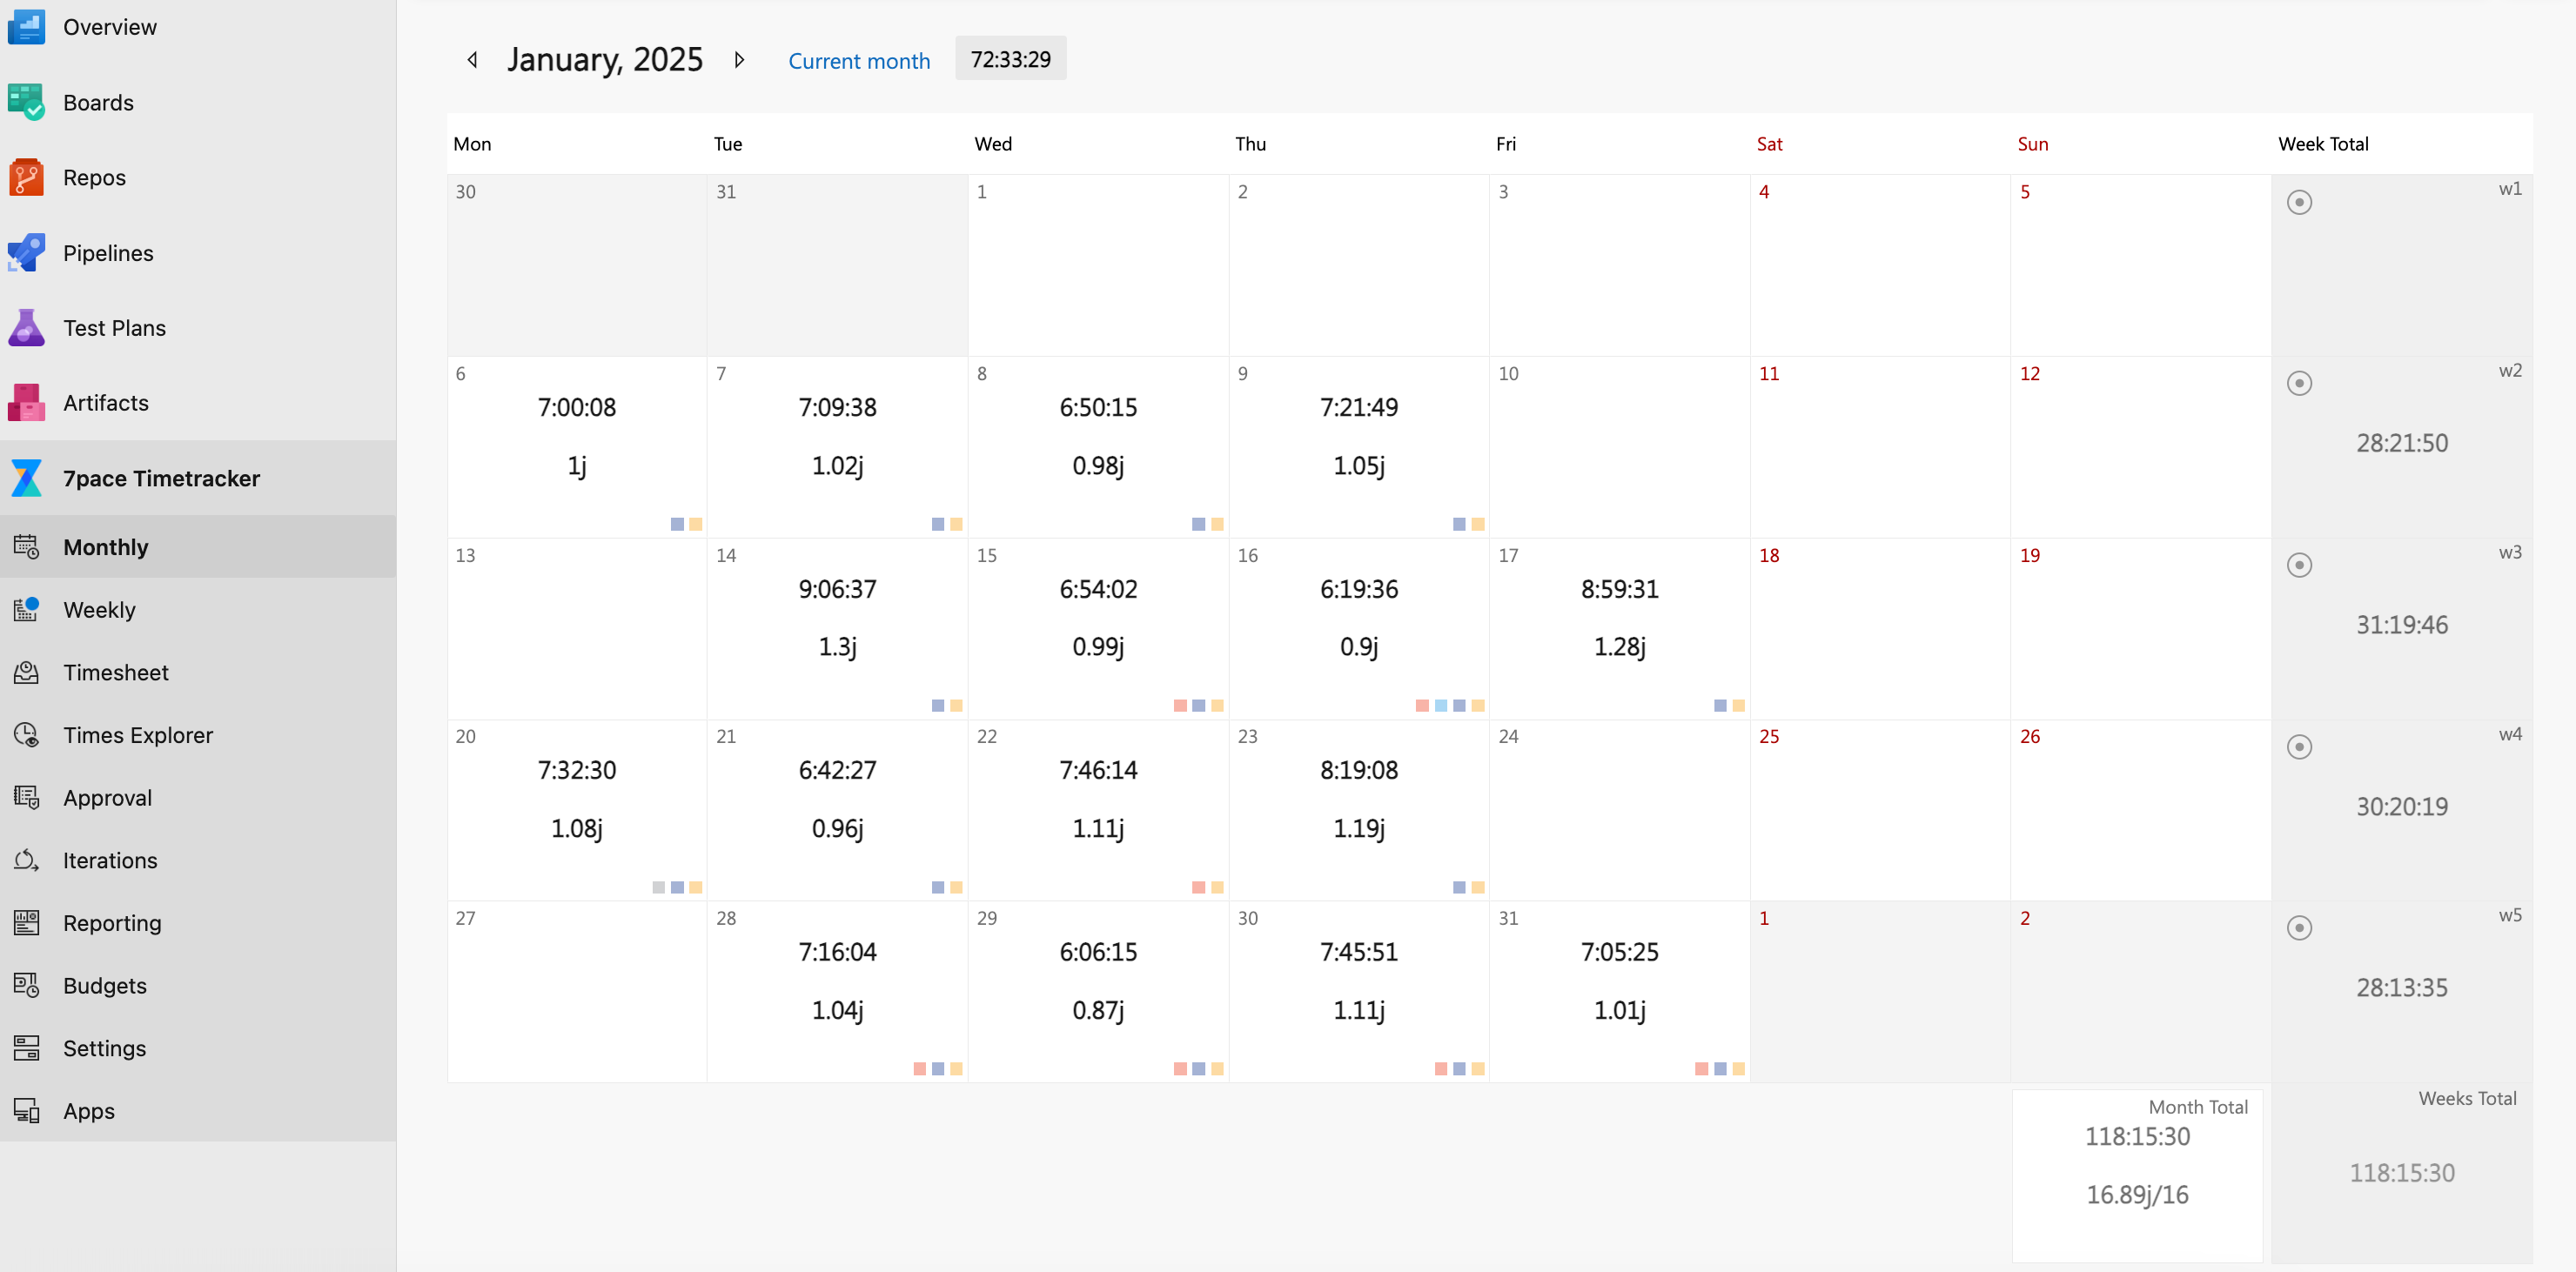 Overview
Boards
Repos
Pipelines
Test Plans
Artifacts
7pace Timetracker
Monthly
Weekly
Timesheet
Times Explorer
Approval
Iterations
Reporting
Budgets
Settings
Apps
January, 2025 Current month 72:33:29
Mon Tue Wed Thu Fri Sat Sun Week Total
30 31 1 2 3 4 5 w1
6 7 8 9 10 11 12 w2
7:00:08 7:09:38 6:50:15 7:21:49
28:21:50
1j 1.02j 0.98j 1.05j
13 14 15 16 17 18 19 w3
9:06:37 6:54:02 6:19:36 8:59:31
31:19:46
1.3j 0.99j 0.9j 1.28j
20 21 22 23 24 25 26 w4
7:32:30 6:42:27 7:46:14 8:19:08
30:20:19
1.08j 0.96j 1.11j 1.19j
27 28 29 30 31 1 2 w5
7:16:04 6:06:15 7:45:51 7:05:25
28:13:35
1.04j 0.87j 1.11j 1.01j
Month Total
118:15:30
16.89j/16
Weeks Total
118:15:30